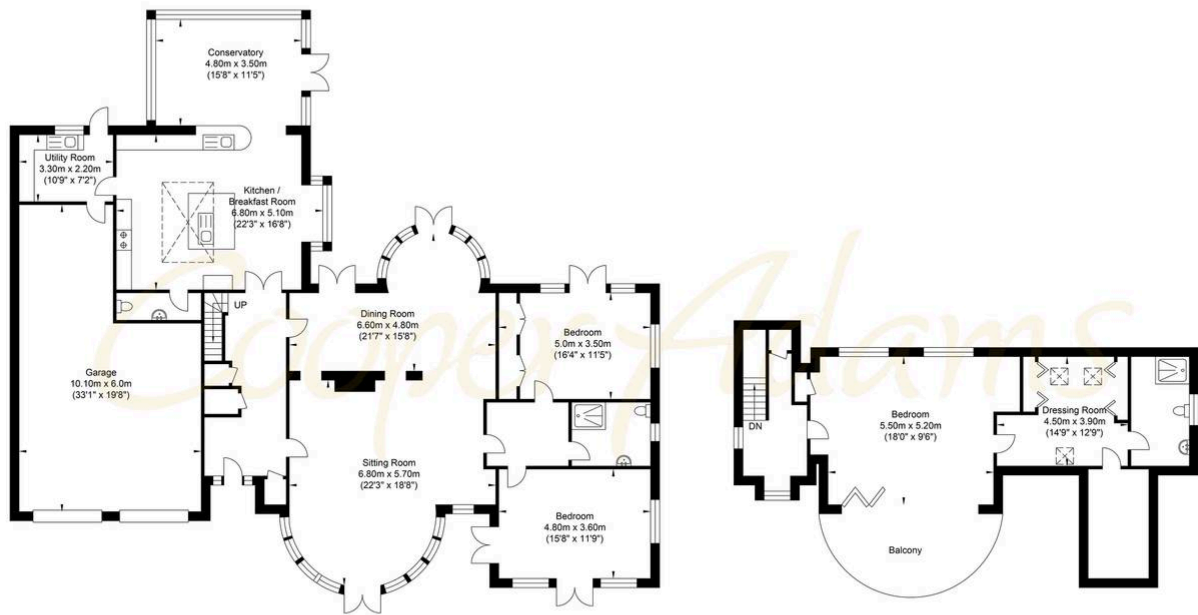 Conservatory
4.80m x 3.50m
(15'8" x 11'5")
Utility Room
3.30m x 2.20m
(10'9" x 7'2")
Kitchen /
Breakfast Room
6.80m x 5.10m
(22'3" x 16'8")
UP
Dining Room
6.60m x 4.80m
(21'7" x 15'8")
Bedroom
5.0m x 3.50m
(16'4" x 11'5")
Garage
10.10m x 6.0m
(33'1" x 19'8")
Sitting Room
6.80m x 5.70m
(22'3" x 18'8")
Bedroom
4.80m x 3.60m
(15'8" x 11'9")
DN
Bedroom
5.50m x 5.20m
(18'0" x 9'6")
Dressing Room
4.50m x 3.90m
(14'9" x 12'9")
Balcony
Cooper Adams